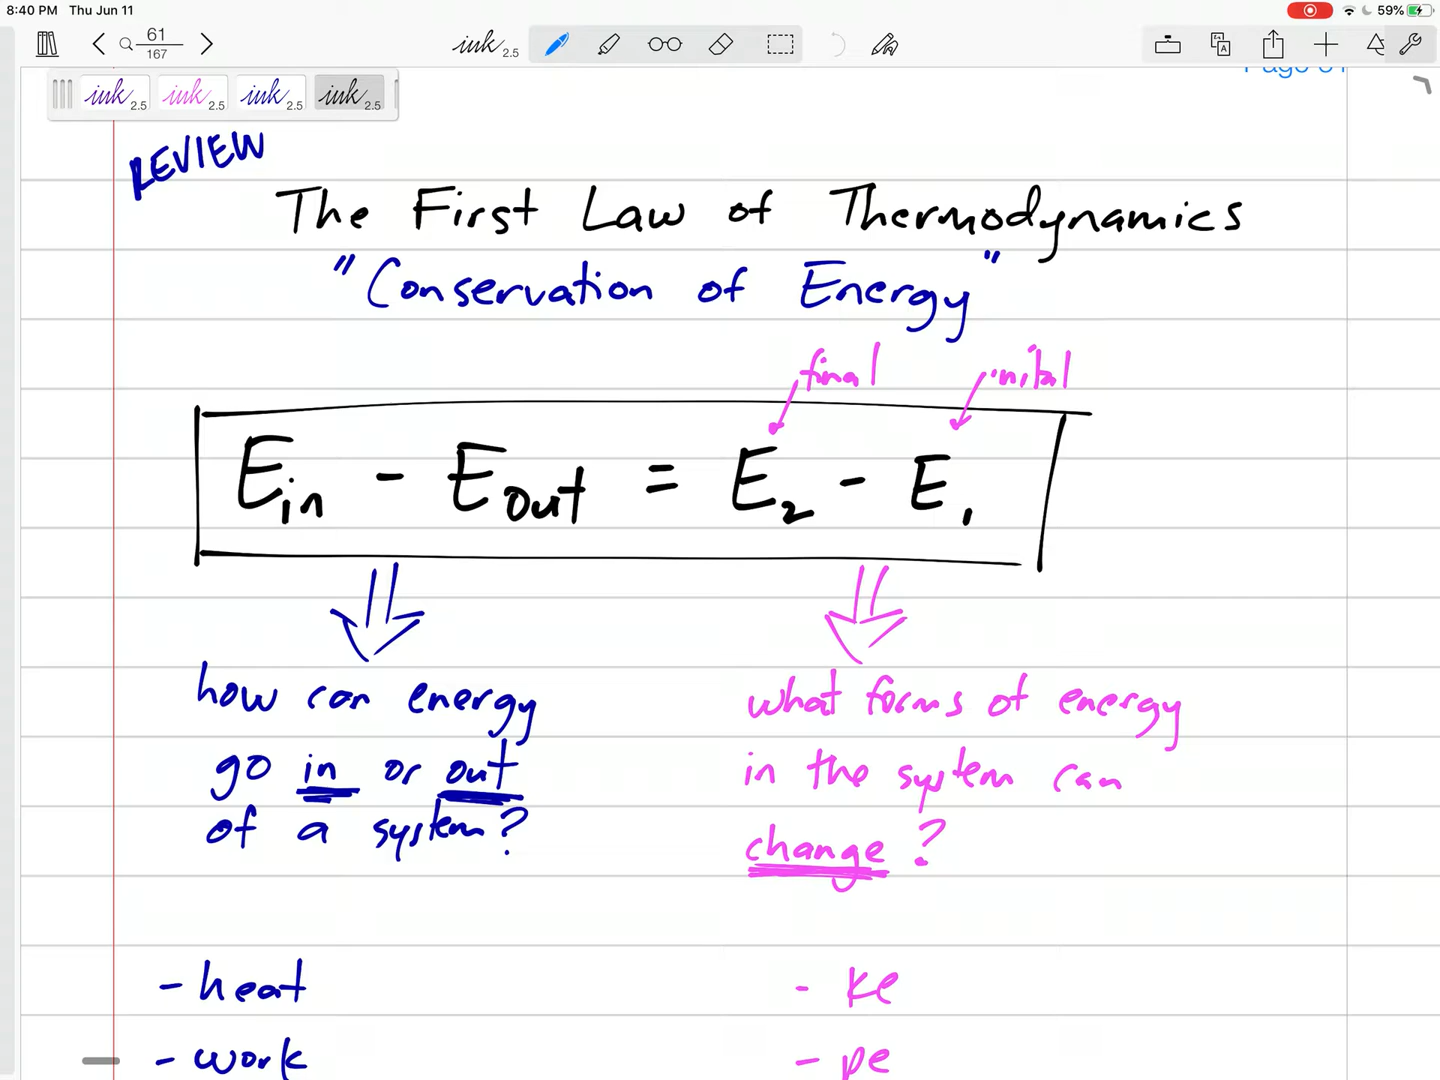 8:40 PM Thu Jun 11
59%
61
167
ink 2.5
ink 2.5 ink 2.5 ink 2.5 ink 2.5
REVIEW
The First Law of Thermodynamics
"Conservation of Energy"
final inital
Ein - Eout = E2 - E1
how can energy
go in or out
of a system?
what forms of energy
in the system can
change?
- heat
- work
- ke
- pe